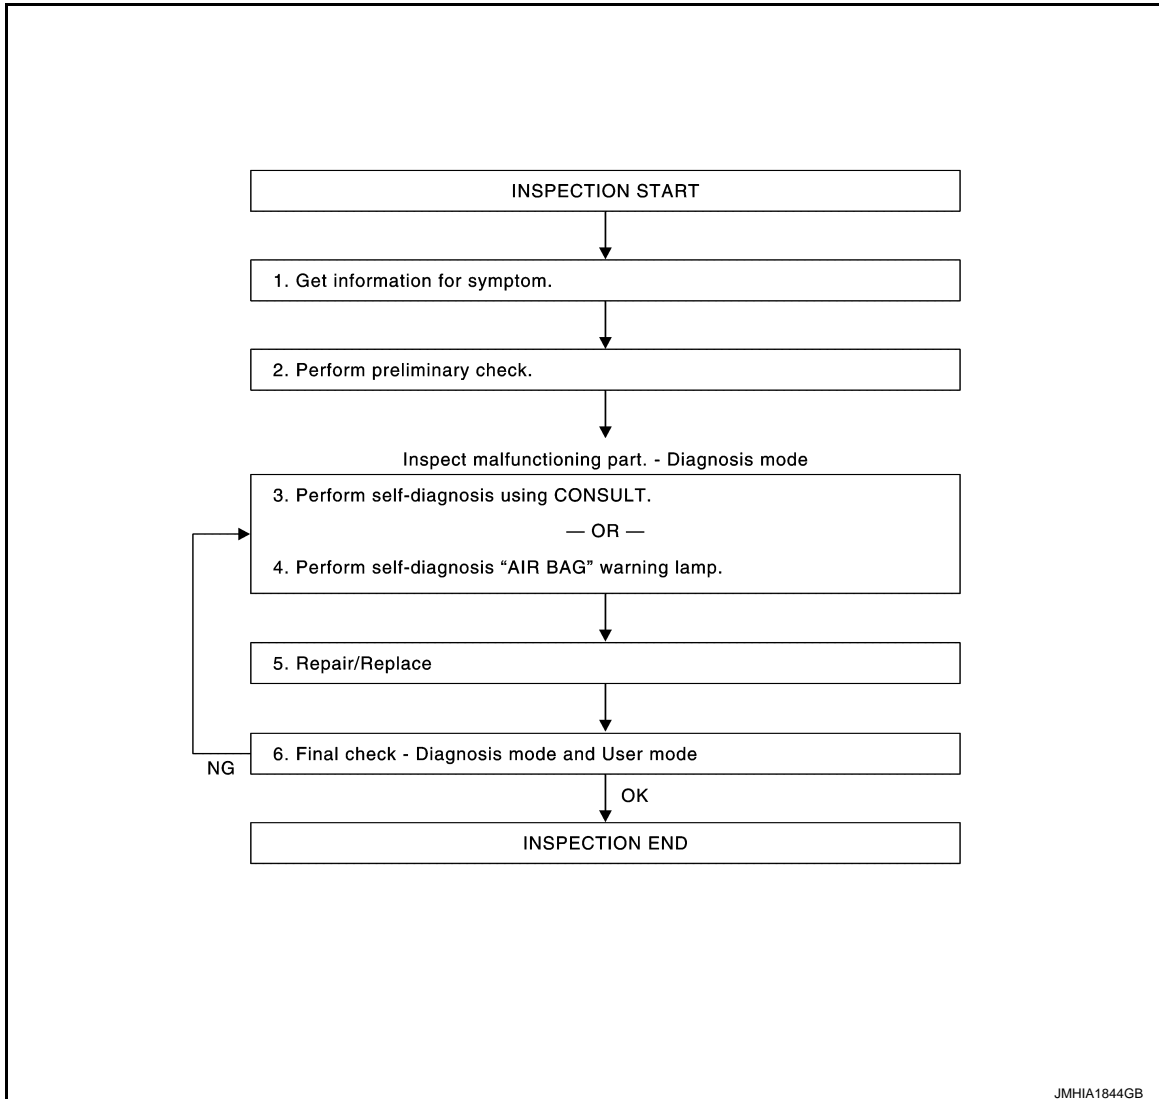 INSPECTION START
1. Get information for symptom.
2. Perform preliminary check.
Inspect malfunctioning part. - Diagnosis mode
3. Perform self-diagnosis using CONSULT.
— OR —
4. Perform self-diagnosis “AIR BAG” warning lamp.
5. Repair/Replace
6. Final check - Diagnosis mode and User mode
NG
OK
INSPECTION END
JMHIA1844GB